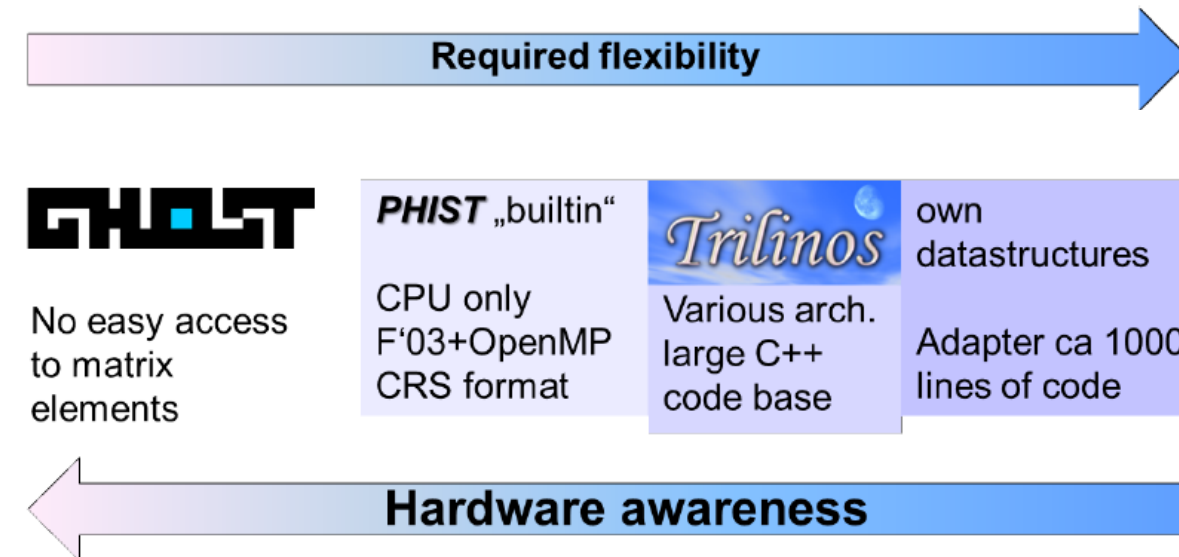 Required flexibility
GHOST
No easy access
to matrix
elements
PHIST „builtin“
CPU only
F‘03+OpenMP
CRS format
Trilinos
Various arch.
large C++
code base
own
datastructures
Adapter ca 1000
lines of code
Hardware awareness